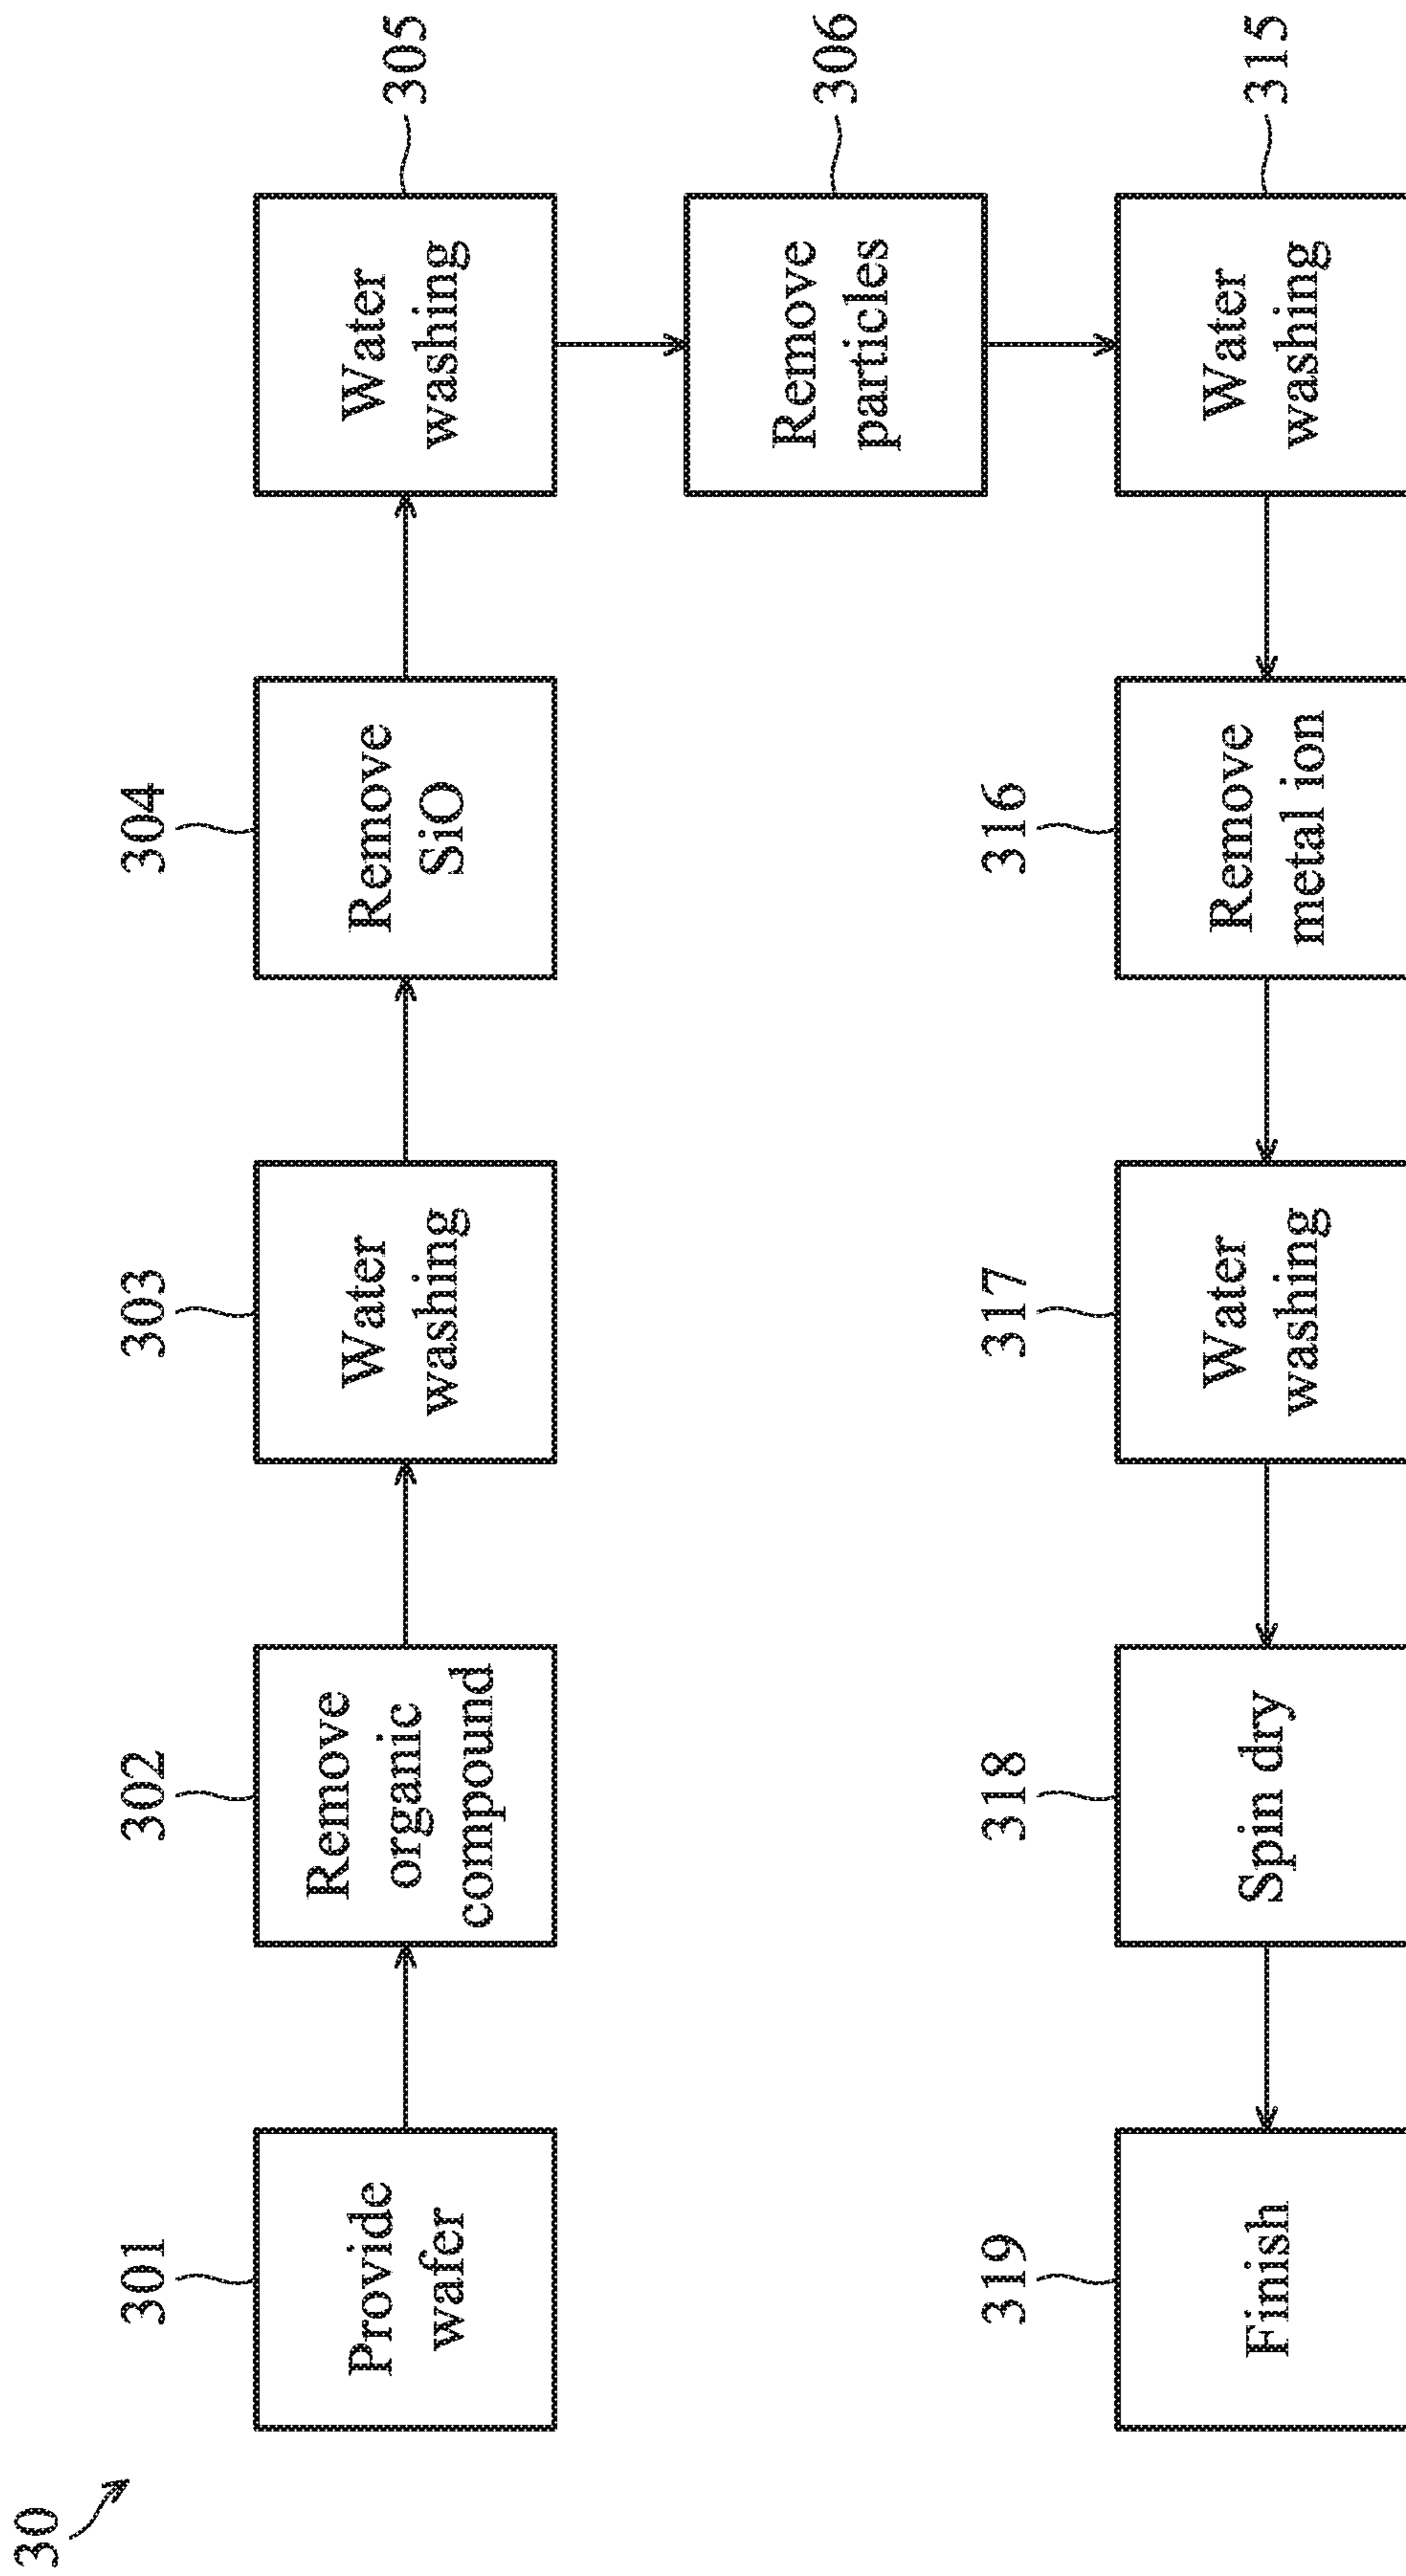 30
301
Provide
wafer
302
Remove
organic
compound
303
Water
washing
304
Remove
SiO
305
Water
washing
306
Remove
particles
315
Water
washing
316
Remove
metal ion
317
Water
washing
318
Spin dry
319
Finish